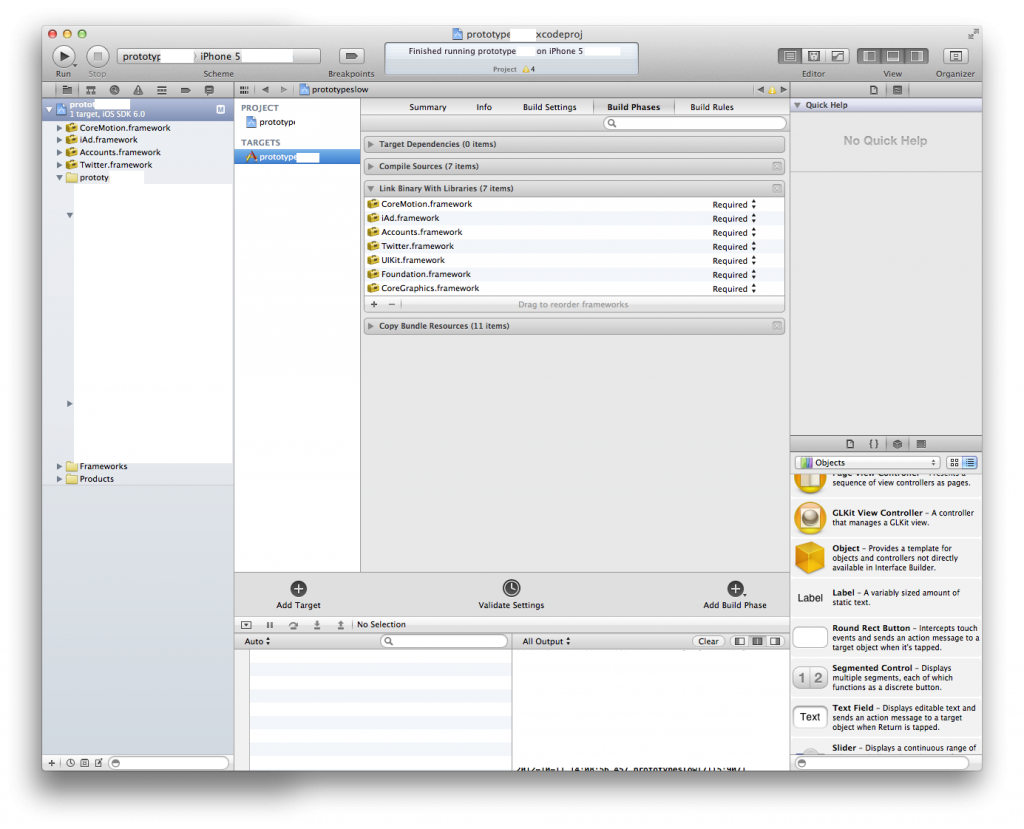 prototype xcodeproj
prototyp iPhone 5
Finished running prototype on iPhone 5
Project 4
Run Stop Scheme Breakpoints Editor View Organizer
prototypeslow
prototy
1 target, iOS SDK 6.0
M
CoreMotion.framework
iAd.framework
Accounts.framework
Twitter.framework
prototy
Frameworks
Products
PROJECT
prototype
TARGETS
prototype
Summary Info Build Settings Build Phases Build Rules
Target Dependencies (0 items)
Compile Sources (7 items)
Link Binary With Libraries (7 items)
CoreMotion.framework Required
iAd.framework Required
Accounts.framework Required
Twitter.framework Required
UIKit.framework Required
Foundation.framework Required
CoreGraphics.framework Required
+ − Drag to reorder frameworks
Copy Bundle Resources (11 items)
Add Target Validate Settings Add Build Phase
No Selection
Auto All Output Clear
Quick Help
No Quick Help
{ }
Objects
sequence of view controllers as pages.
GLKit View Controller – A controller
that manages a GLKit view.
Object – Provides a template for
objects and controllers not directly
available in Interface Builder.
Label
Label – A variably sized amount of
static text.
Round Rect Button – Intercepts touch
events and sends an action message to a
target object when it's tapped.
1 2
Segmented Control – Displays
multiple segments, each of which
functions as a discrete button.
Text
Text Field – Displays editable text and
sends an action message to a target
object when Return is tapped.
Slider – Displays a continuous range of